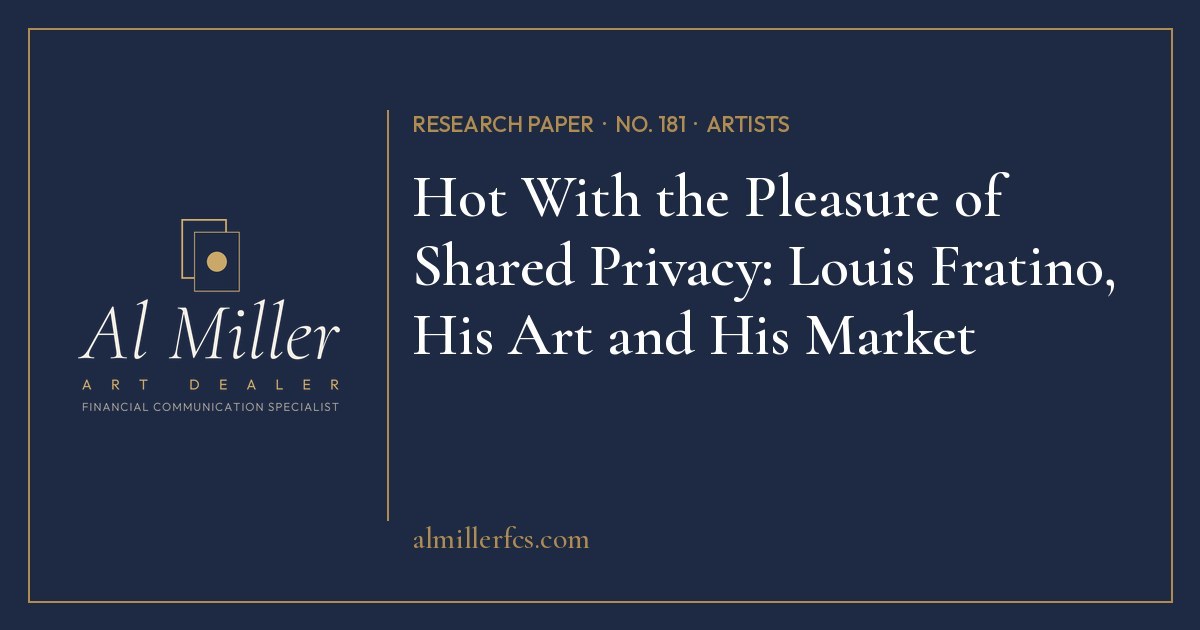 RESEARCH PAPER · NO. 181 · ARTISTS
Hot With the Pleasure of
Shared Privacy: Louis Fratino,
His Art and His Market
Al Miller
ART DEALER
FINANCIAL COMMUNICATION SPECIALIST
almillerfcs.com